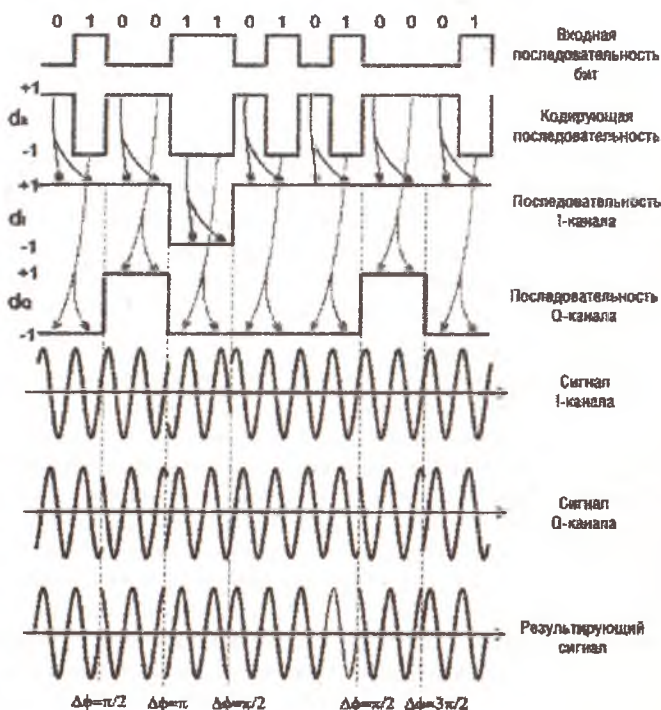 0 1 0 0 1 1 0 1 0 1 0 0 0 1
Входная
последовательность
бит
+1
-1
Кодирующая
последовательность
+1
dI
-1
Последовательность
I-канала
+1
dQ
-1
Последовательность
Q-канала
Сигнал
I-канала
Сигнал
Q-канала
Результирующий
сигнал
Δϕ=π/2 Δϕ=π Δϕ=π/2 Δϕ=π/2 Δϕ=3π/2